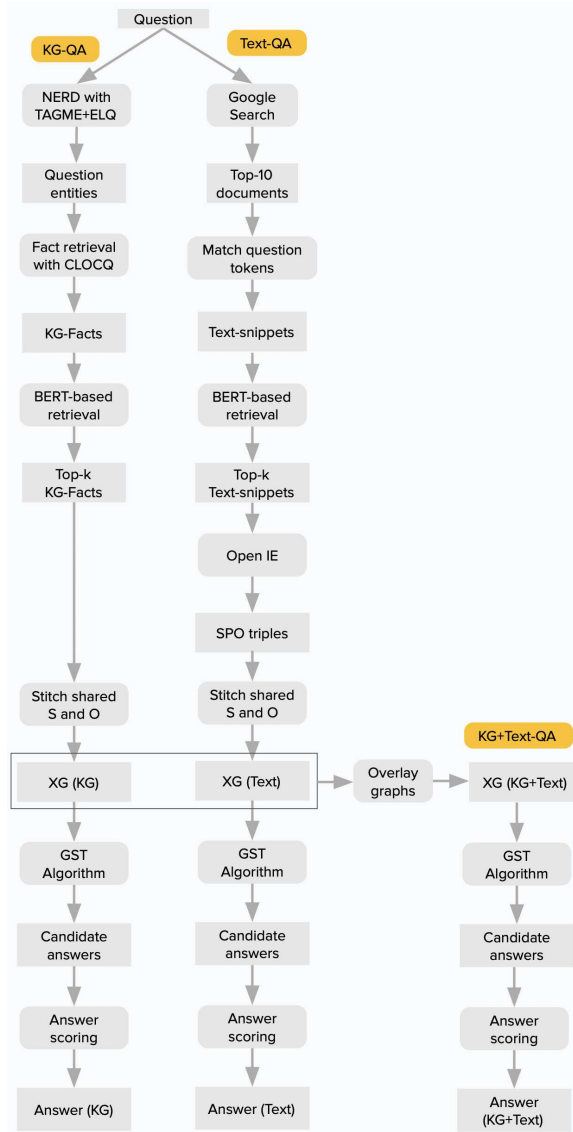 Question
KG-QA
Text-QA
NERD with
TAGME+ELQ
Google
Search
Question
entities
Top-10
documents
Fact retrieval
with CLOCQ
Match question
tokens
KG-Facts
Text-snippets
BERT-based
retrieval
BERT-based
retrieval
Top-k
KG-Facts
Top-k
Text-snippets
Open IE
SPO triples
Stitch shared
S and O
Stitch shared
S and O
KG+Text-QA
XG (KG)
XG (Text)
Overlay
graphs
XG (KG+Text)
GST
Algorithm
GST
Algorithm
GST
Algorithm
Candidate
answers
Candidate
answers
Candidate
answers
Answer
scoring
Answer
scoring
Answer
scoring
Answer (KG)
Answer (Text)
Answer
(KG+Text)